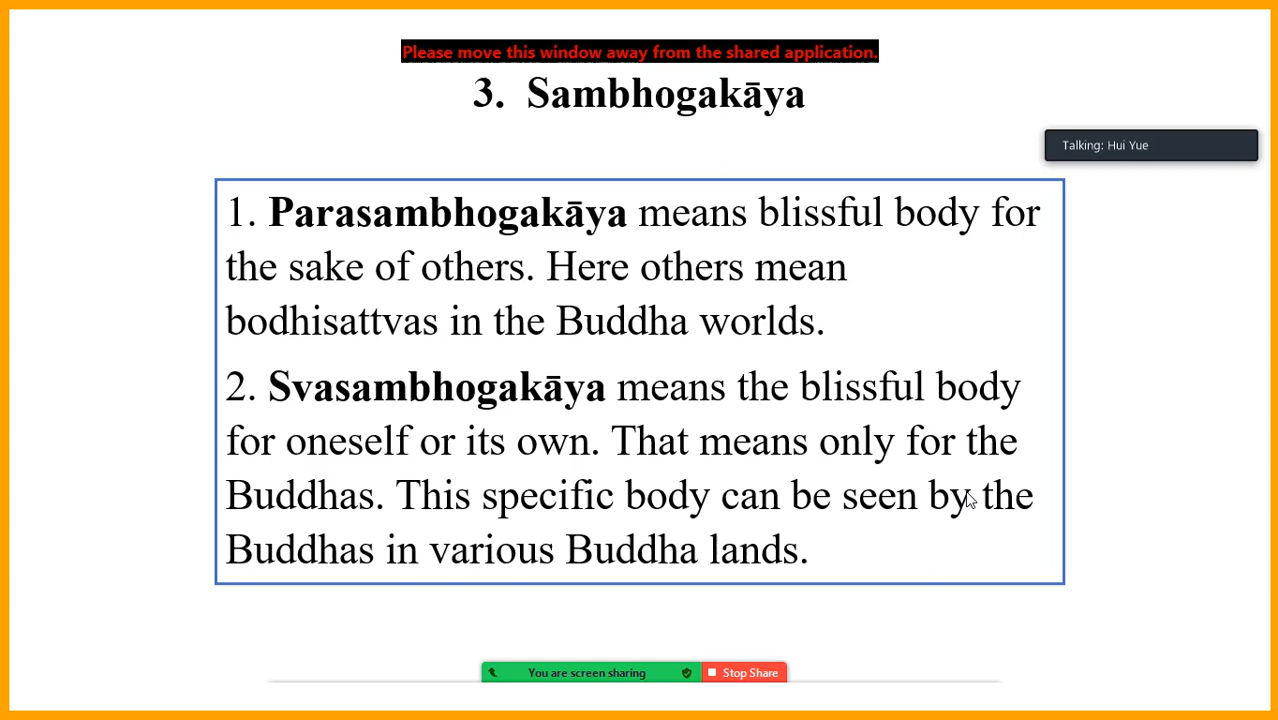 Please move this window away from the shared application.
3. Sambhogakāya
Talking: Hui Yue
1. Parasambhogakāya means blissful body for
the sake of others. Here others mean
bodhisattvas in the Buddha worlds.
2. Svasambhogakāya means the blissful body
for oneself or its own. That means only for the
Buddhas. This specific body can be seen by the
Buddhas in various Buddha lands.
You are screen sharing
Stop Share